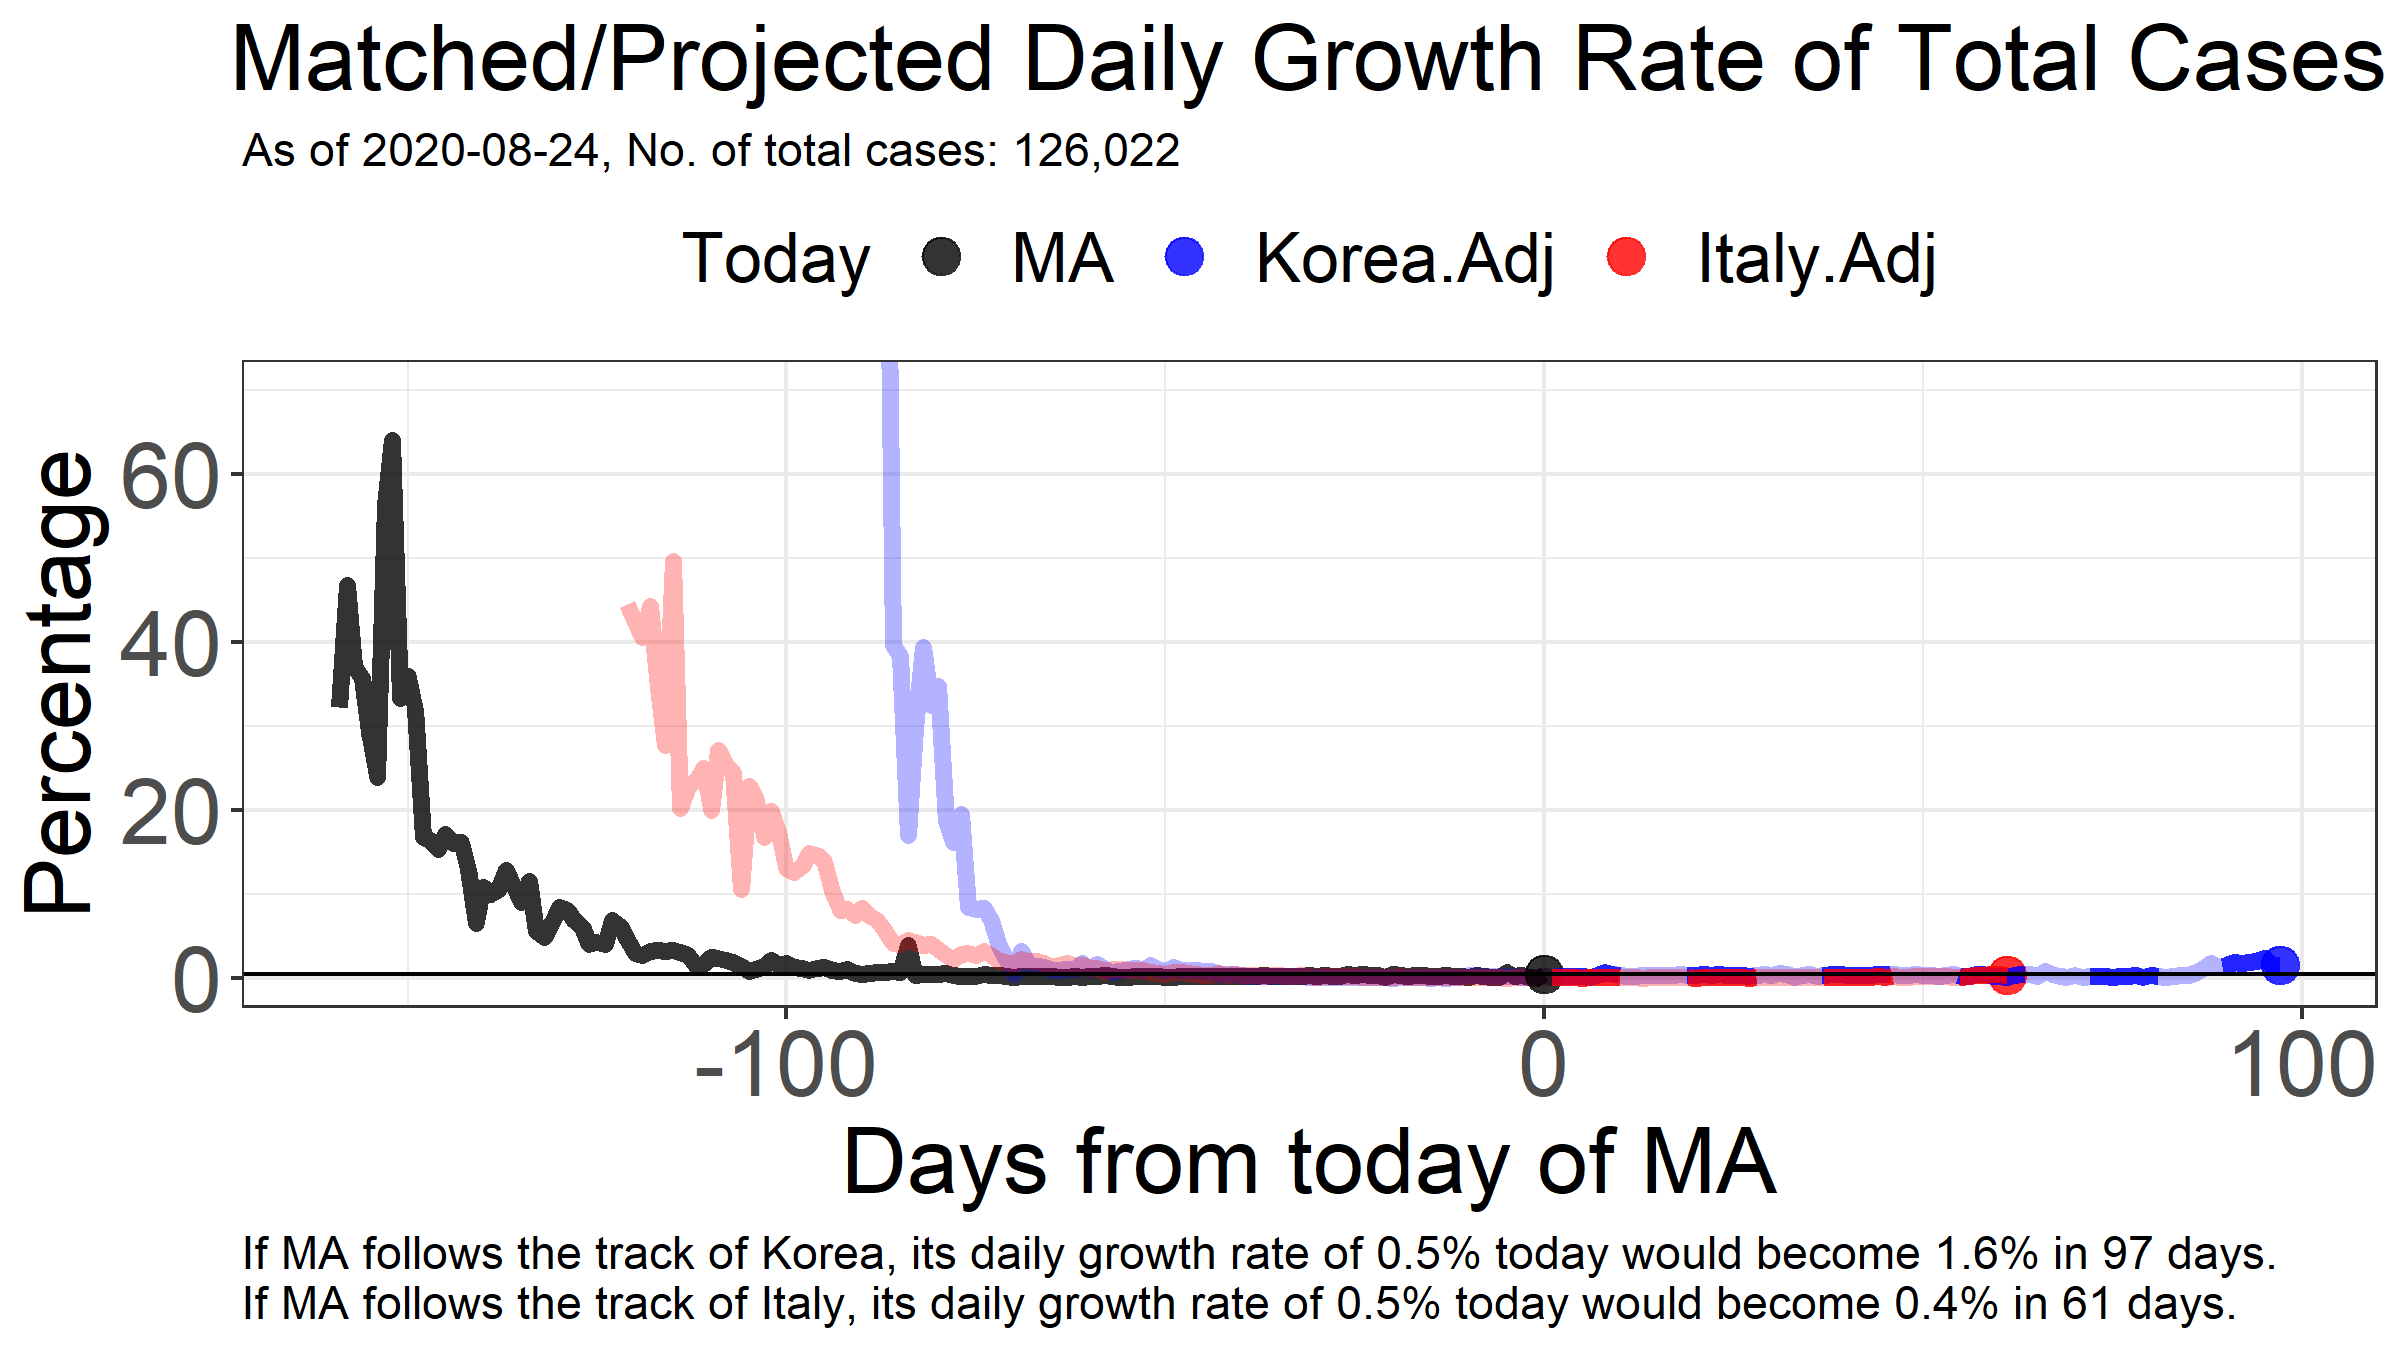 Matched/Projected Daily Growth Rate of Total Cases
As of 2020-08-24, No. of total cases: 126,022
Today MA Korea.Adj Italy.Adj
Percentage
60
40
20
0
-100 0 100
Days from today of MA
If MA follows the track of Korea, its daily growth rate of 0.5% today would become 1.6% in 97 days.
If MA follows the track of Italy, its daily growth rate of 0.5% today would become 0.4% in 61 days.